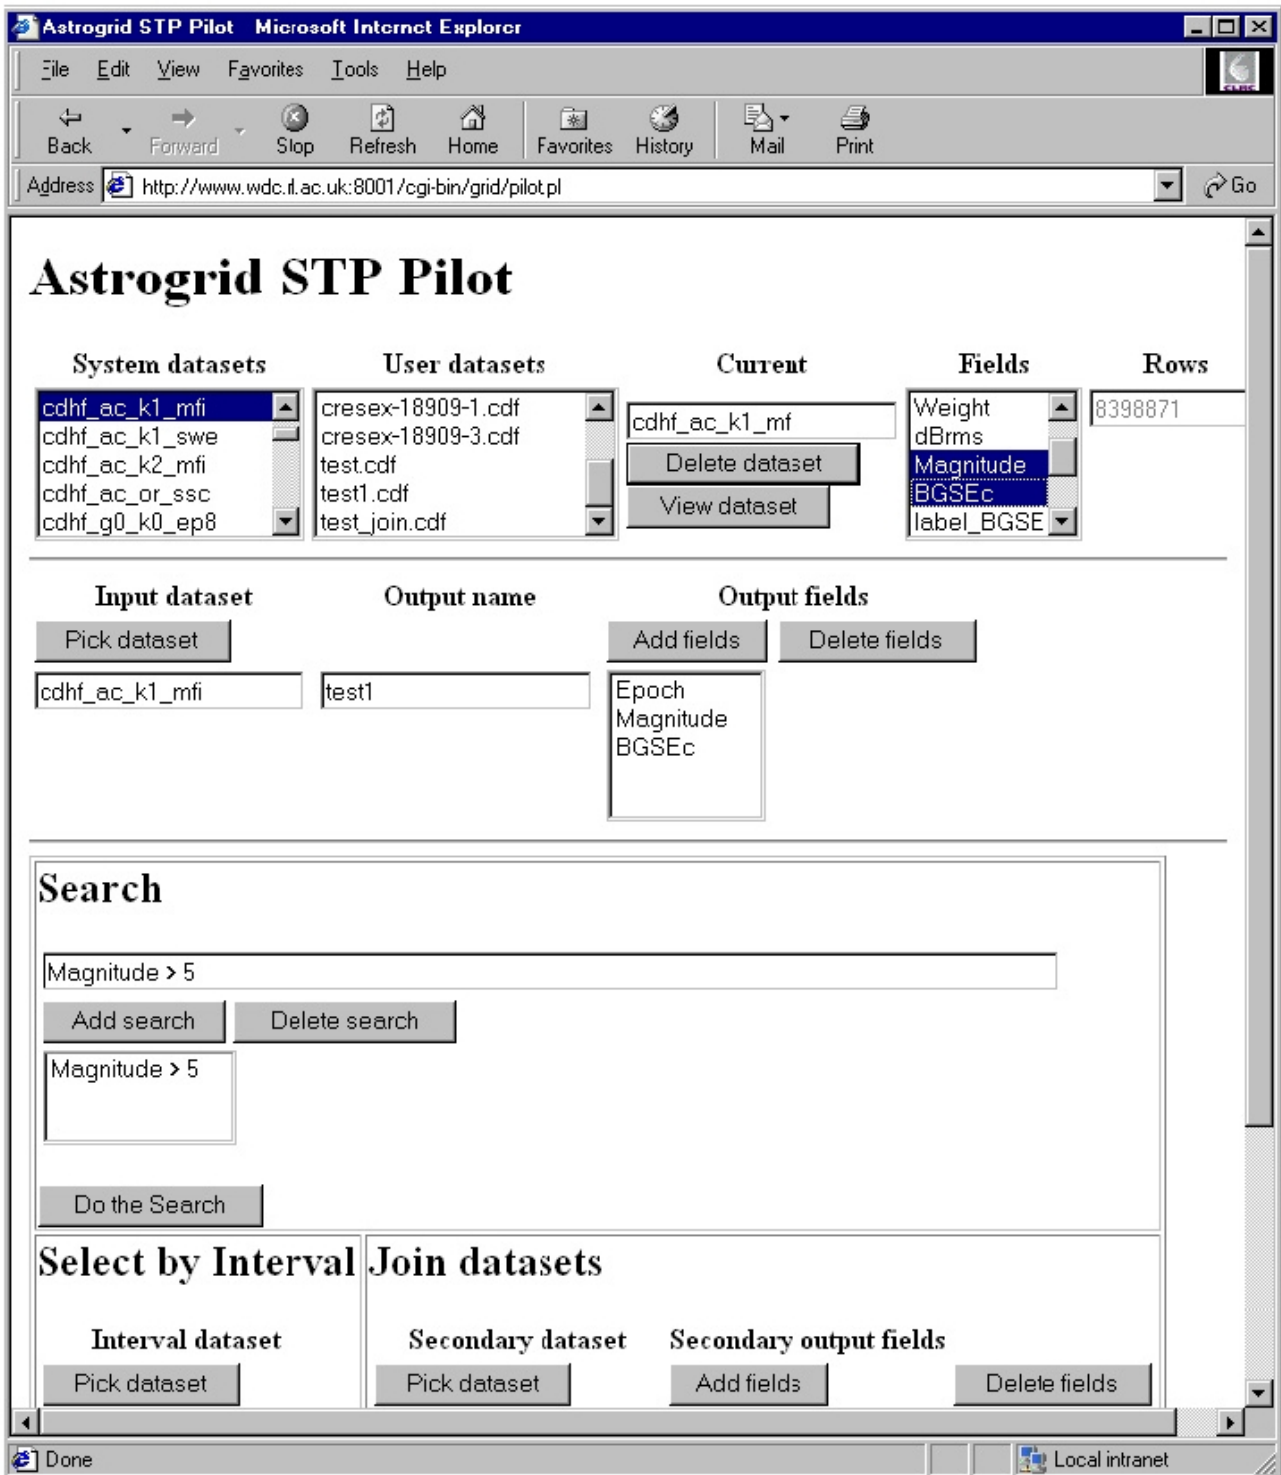 Astrogrid STP Pilot   Microsoft Internet Explorer
File Edit View Favorites Tools Help
CLRC
Back Forward Stop Refresh Home Favorites History Mail Print
Address http://www.wdc.rl.ac.uk:8001/cgi-bin/grid/pilot.pl Go
Astrogrid STP Pilot
System datasets User datasets Current Fields Rows
cdhf_ac_k1_mfi cresex-18909-1.cdf cdhf_ac_k1_mf Weight 8398871
cdhf_ac_k1_swe cresex-18909-3.cdf dBrms
cdhf_ac_k2_mfi test.cdf Delete dataset Magnitude
cdhf_ac_or_ssc test1.cdf View dataset BGSEc
cdhf_g0_k0_ep8 test_join.cdf label_BGSE
Input dataset Output name Output fields
Pick dataset Add fields Delete fields
cdhf_ac_k1_mfi test1 Epoch
Magnitude
BGSEc
Search
Magnitude > 5
Add search Delete search
Magnitude > 5
Do the Search
Select by Interval Join datasets
Interval dataset Secondary dataset Secondary output fields
Pick dataset Pick dataset Add fields Delete fields
Done Local intranet